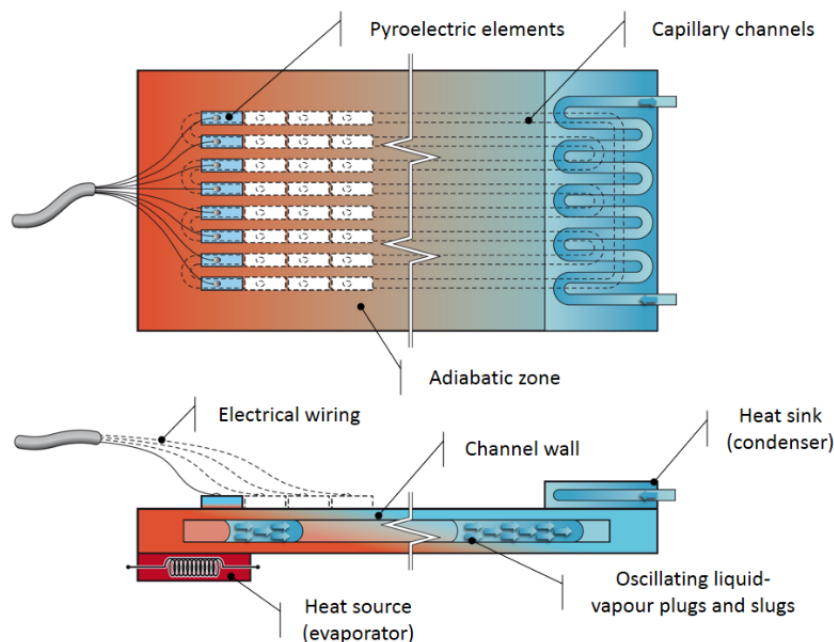 Pyroelectric elements
Capillary channels
Adiabatic zone
Electrical wiring
Heat sink
(condenser)
Channel wall
Oscillating liquid-
vapour plugs and slugs
Heat source
(evaporator)